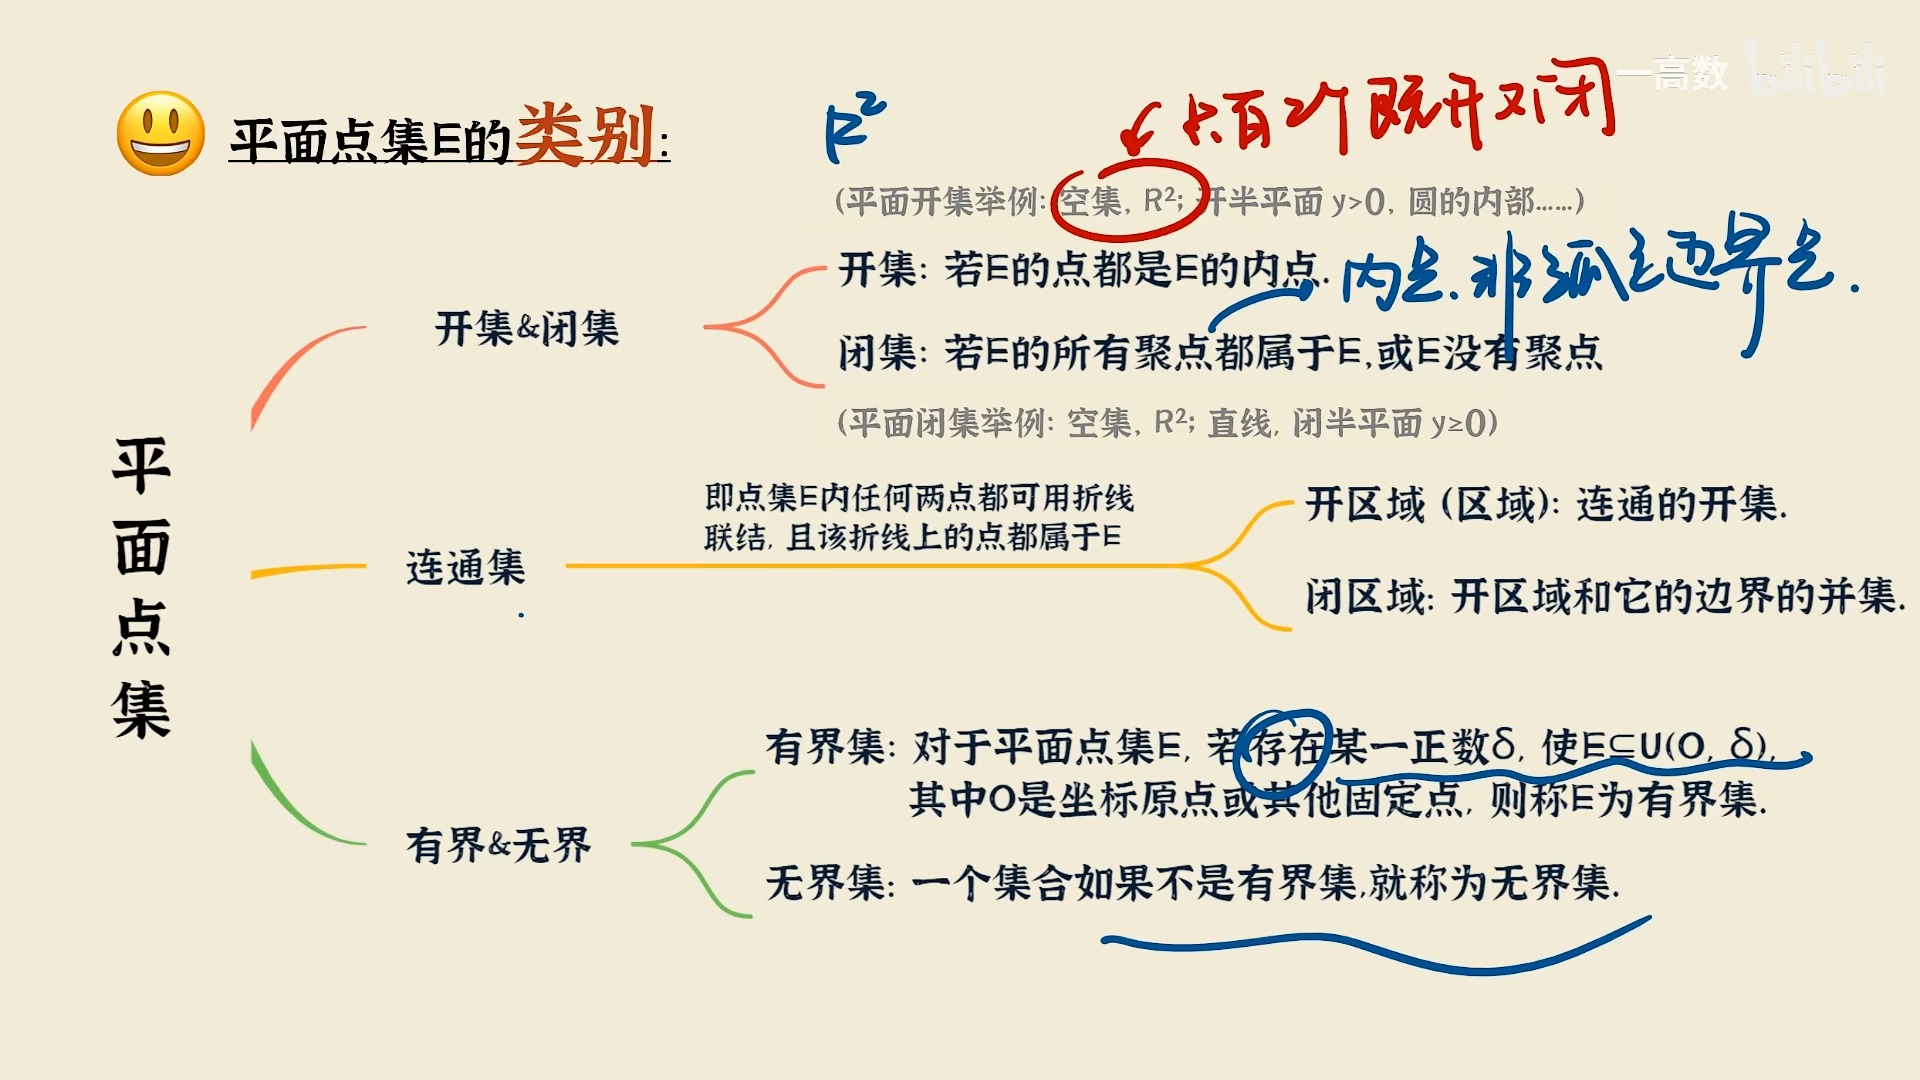 一高数 bilibili
平面点集E的类别:
R²
只有2个既开又闭
(平面开集举例: 空集, R²; 开半平面 y>0, 圆的内部……)
开集: 若E的点都是E的内点.
内点. 非孤立边界点.
开集&闭集
闭集: 若E的所有聚点都属于E,或E没有聚点
(平面闭集举例: 空集, R²; 直线, 闭半平面 y≥0)
平面点集
即点集E内任何两点都可用折线
联结, 且该折线上的点都属于E
连通集
开区域 (区域): 连通的开集.
闭区域: 开区域和它的边界的并集.
有界集: 对于平面点集E, 若存在某一正数δ, 使E⊆U(O, δ),
其中O是坐标原点或其他固定点, 则称E为有界集.
有界&无界
无界集: 一个集合如果不是有界集,就称为无界集.